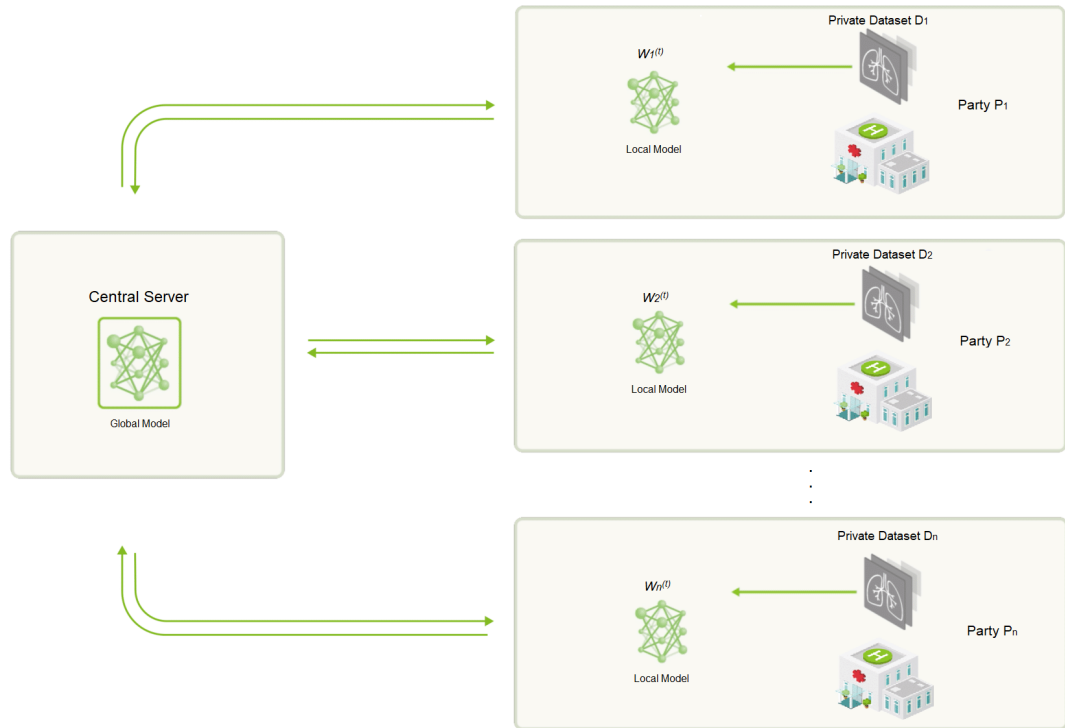 Private Dataset D1
W1(t)
Party P1
Local Model
H
Private Dataset D2
Central Server
W2(t)
Party P2
Global Model
Local Model
H
.
.
.
Private Dataset Dn
Wn(t)
Party Pn
Local Model
H